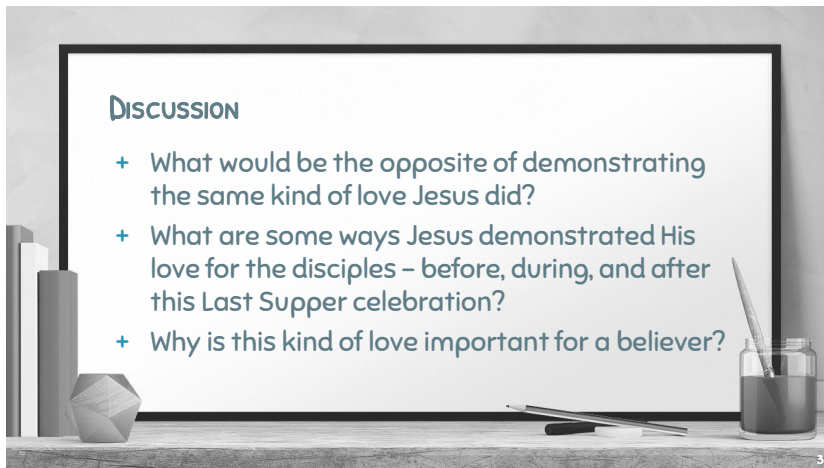 Discussion
+ What would be the opposite of demonstrating
the same kind of love Jesus did?
+ What are some ways Jesus demonstrated His
love for the disciples – before, during, and after
this Last Supper celebration?
+ Why is this kind of love important for a believer?
3